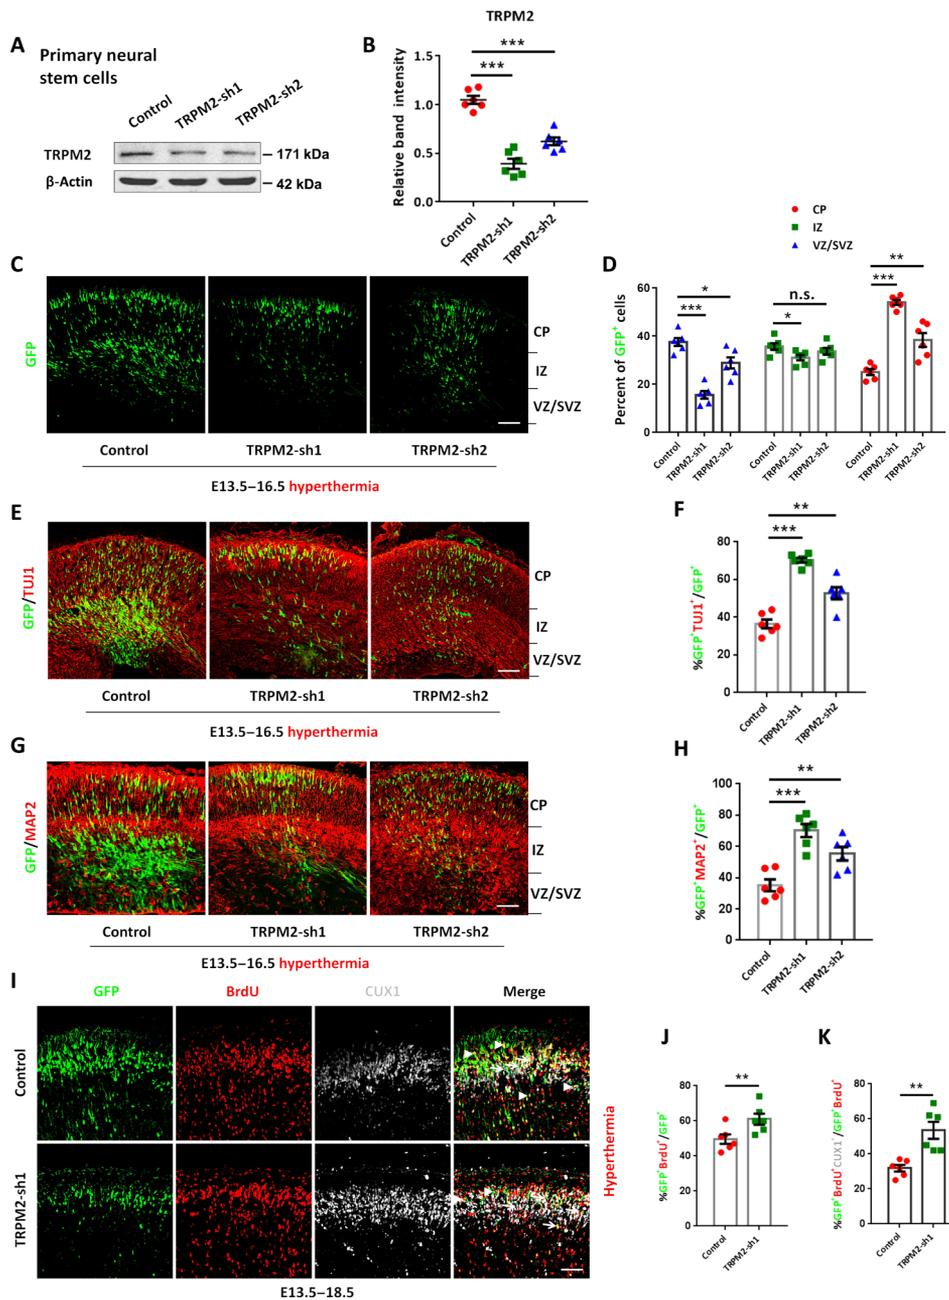 TRPM2
A
Primary neural
stem cells
Control
TRPM2-sh1
TRPM2-sh2
TRPM2
171 kDa
β-Actin
42 kDa
B
Relative band intensity
1.5
1.0
0.5
0.0
***
***
Control
TRPM2-sh1
TRPM2-sh2
CP
IZ
VZ/SVZ
C
GFP
CP
IZ
VZ/SVZ
Control
TRPM2-sh1
TRPM2-sh2
E13.5–16.5 hyperthermia
D
Percent of GFP+ cells
60
40
20
0
***
*
*
n.s.
***
**
Control
TRPM2-sh1
TRPM2-sh2
Control
TRPM2-sh1
TRPM2-sh2
Control
TRPM2-sh1
TRPM2-sh2
E
GFP/TUJ1
CP
IZ
VZ/SVZ
Control
TRPM2-sh1
TRPM2-sh2
E13.5–16.5 hyperthermia
F
%GFP+TUJ1+/GFP+
80
60
40
20
0
***
**
Control
TRPM2-sh1
TRPM2-sh2
G
GFP/MAP2
CP
IZ
VZ/SVZ
Control
TRPM2-sh1
TRPM2-sh2
E13.5–16.5 hyperthermia
H
%GFP+MAP2+/GFP+
100
80
60
40
20
0
***
**
Control
TRPM2-sh1
TRPM2-sh2
I
GFP
BrdU
CUX1
Merge
Control
TRPM2-sh1
Hyperthermia
E13.5–18.5
J
%GFP+BrdU+/GFP+
80
60
40
20
0
**
Control
TRPM2-sh1
K
%GFP+BrdU+CUX1+/GFP+BrdU+
80
60
40
20
0
**
Control
TRPM2-sh1